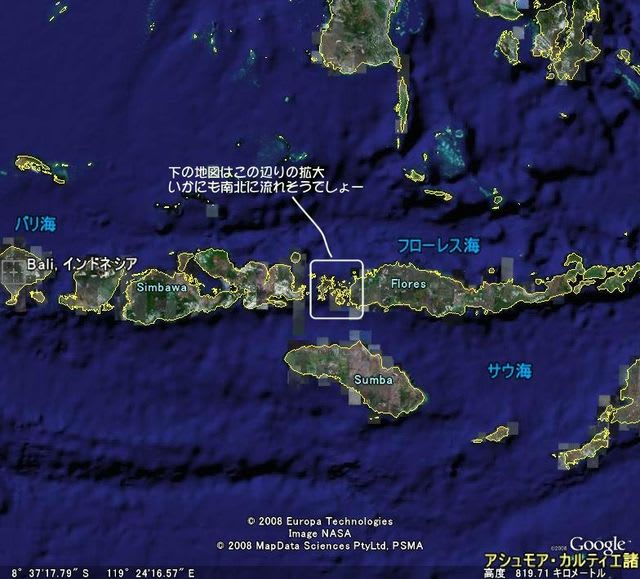 下の地図はこの辺りの拡大
いかにも南北に流れそうでしょー
バリ海
フローレス海
Bali, インドネシア
Simbawa
Flores
サウ海
Sumba
© 2008 Europa Technologies
Image NASA
© 2008 MapData Sciences PtyLtd, PSMA
©2008 Google
アシュモア・カルティエ諸
8° 37'17.79" S 119° 24'16.57" E
高度 819.71 キロメートル